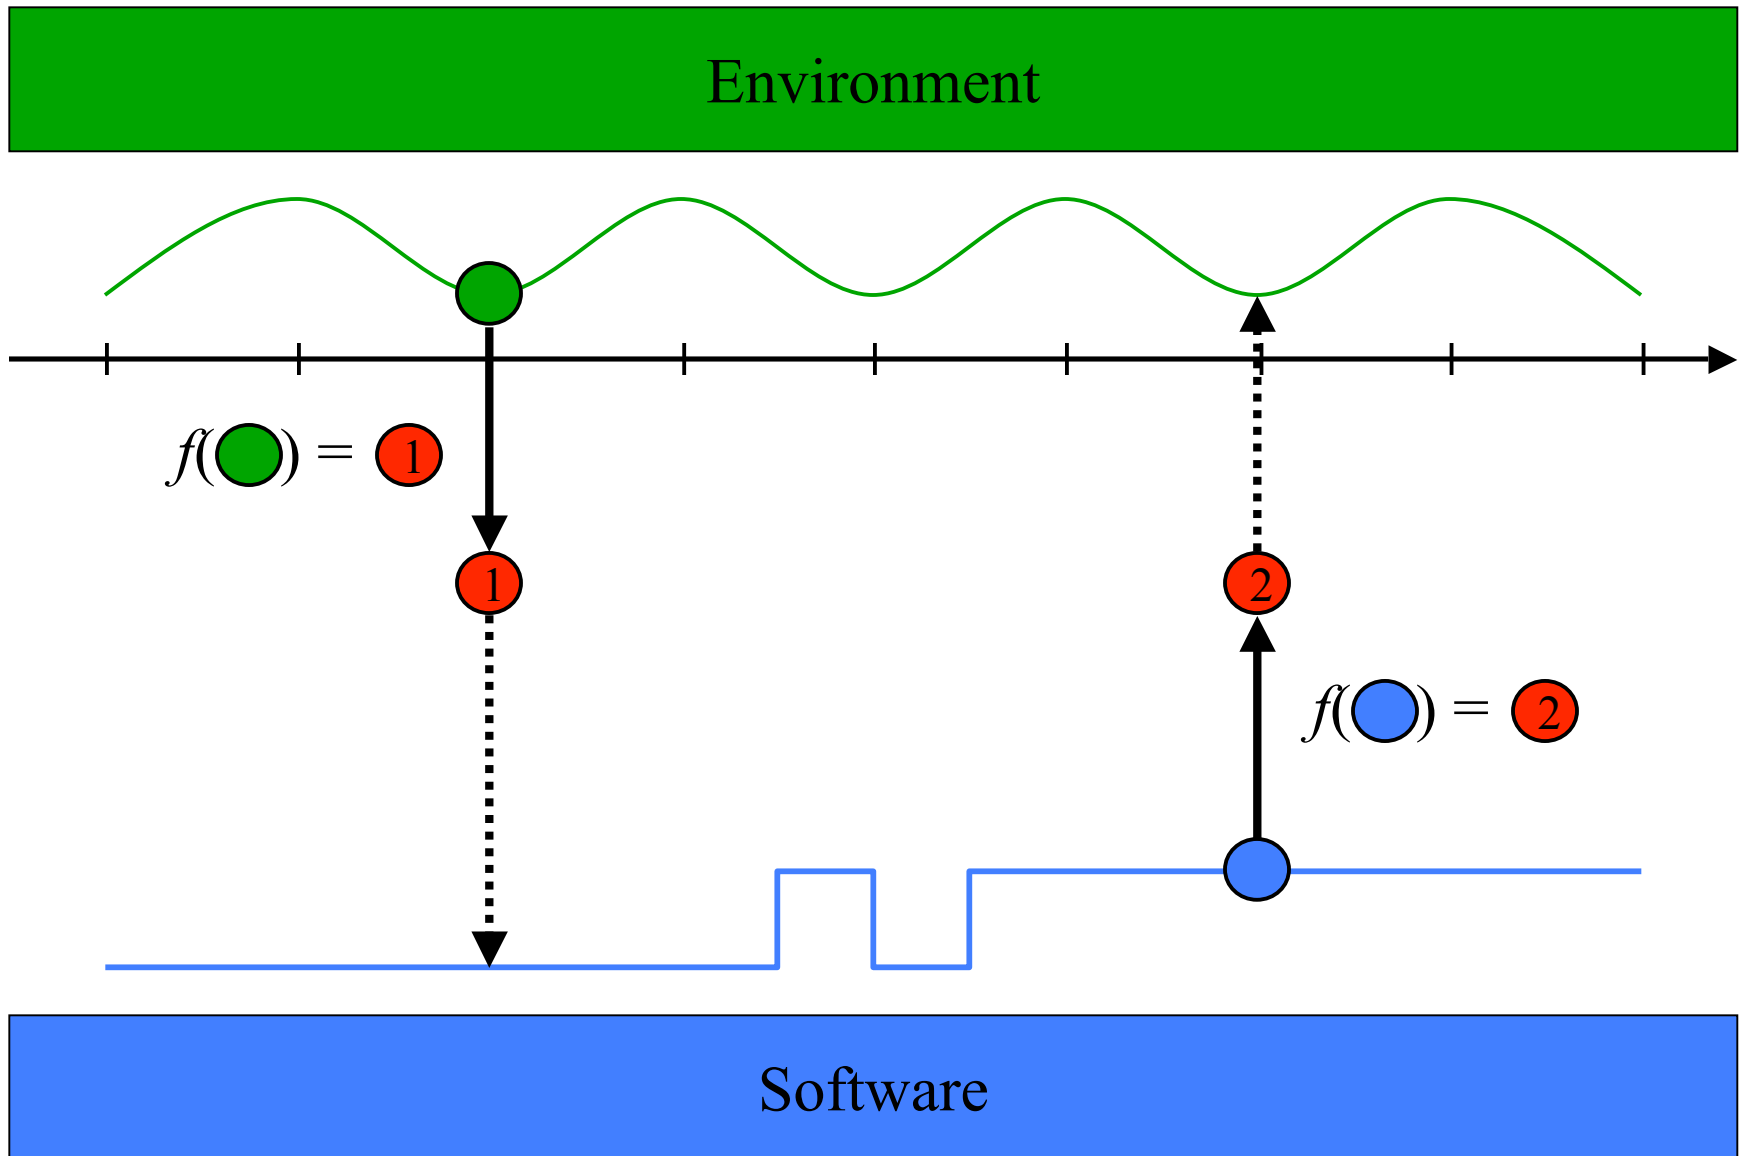 Environment
f( ) = 1
1
2
f( ) = 2
Software